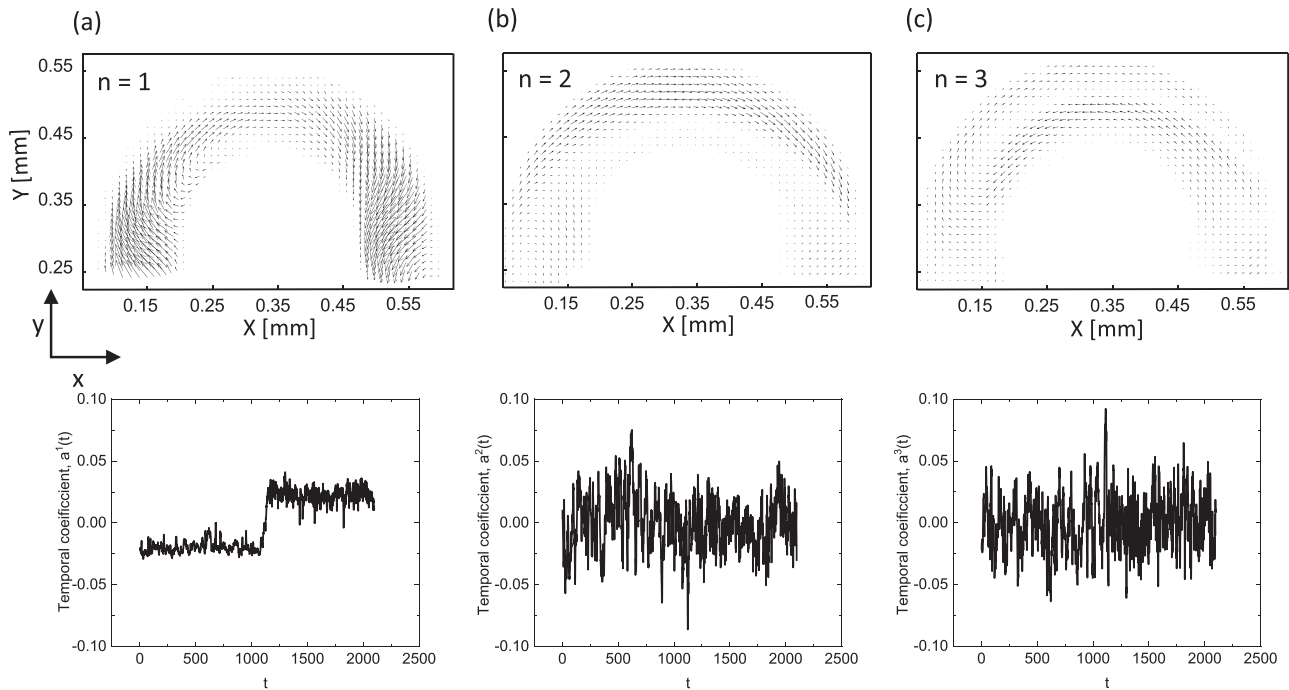 (a)
(b)
(c)
n = 1
n = 2
n = 3
0.55
0.45
0.35
0.25
Y [mm]
0.15 0.25 0.35 0.45 0.55
X [mm]
0.15 0.25 0.35 0.45 0.55
X [mm]
0.15 0.25 0.35 0.45 0.55
X [mm]
y
x
0.10
0.05
0.00
-0.05
-0.10
Temporal coeificcient, a¹(t)
0 500 1000 1500 2000 2500
t
0.10
0.05
0.00
-0.05
-0.10
Temporal coeificcient, a²(t)
0 500 1000 1500 2000 2500
t
0.10
0.05
0.00
-0.05
-0.10
Temporal coeificcient, a³(t)
0 500 1000 1500 2000 2500
t